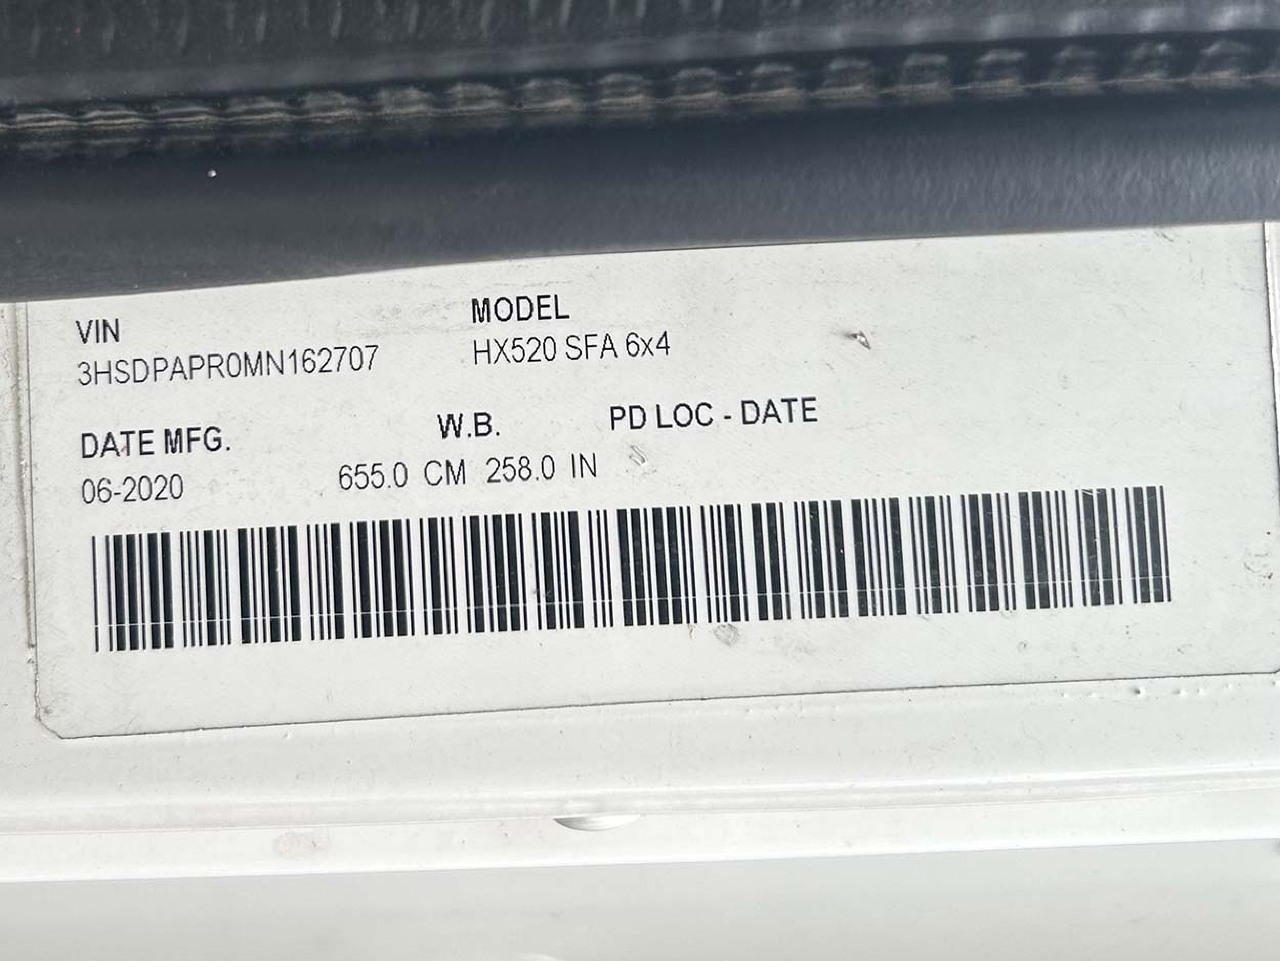 VIN
3HSDPAPR0MN162707
MODEL
HX520 SFA 6x4
DATE MFG.
06-2020
W.B.
655.0 CM 258.0 IN
PD LOC - DATE